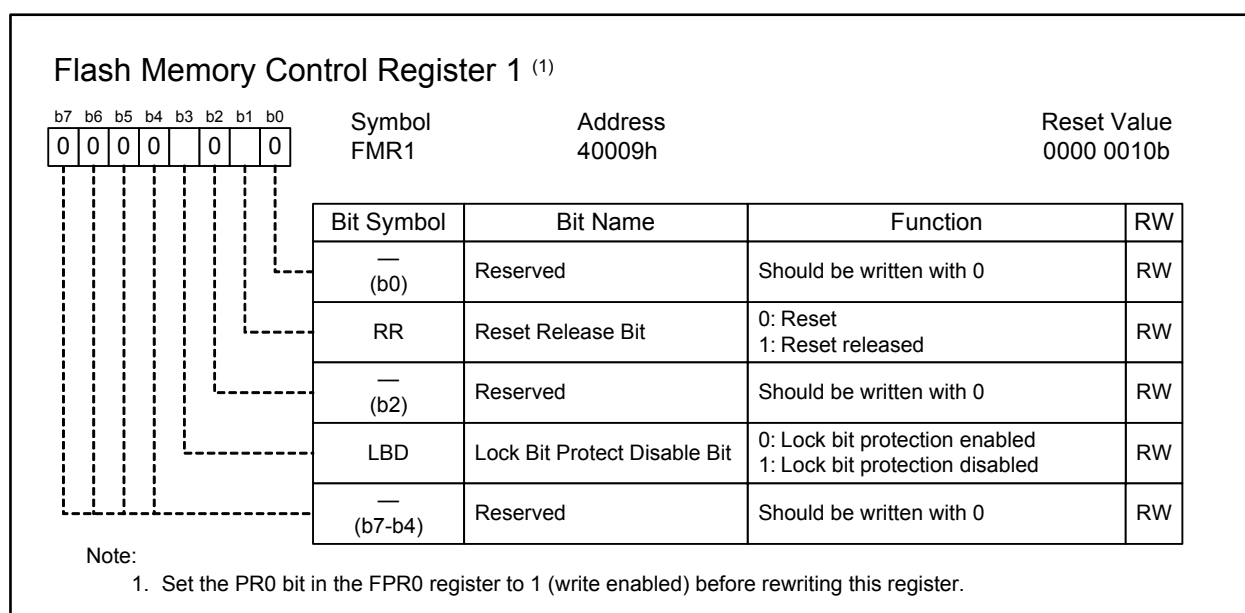 Flash Memory Control Register 1 (1)
b7 b6 b5 b4 b3 b2 b1 b0
0 0 0 0 0 0
Symbol Address Reset Value
FMR1 40009h 0000 0010b
Bit Symbol Bit Name Function RW
— (b0) Reserved Should be written with 0 RW
RR Reset Release Bit 0: Reset
1: Reset released RW
— (b2) Reserved Should be written with 0 RW
LBD Lock Bit Protect Disable Bit 0: Lock bit protection enabled
1: Lock bit protection disabled RW
— (b7-b4) Reserved Should be written with 0 RW
Note:
1. Set the PR0 bit in the FPR0 register to 1 (write enabled) before rewriting this register.